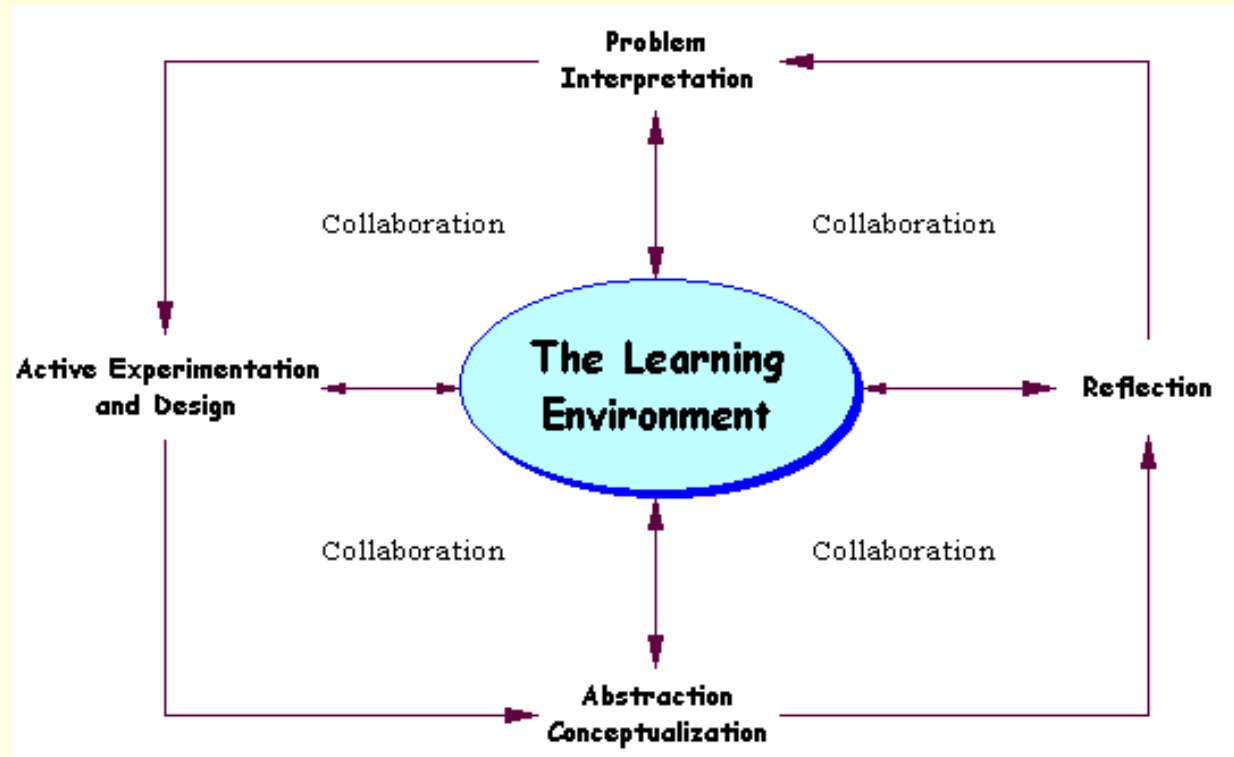 Problem
Interpretation
Collaboration Collaboration
The Learning
Environment
Active Experimentation
and Design
Reflection
Collaboration Collaboration
Abstraction
Conceptualization